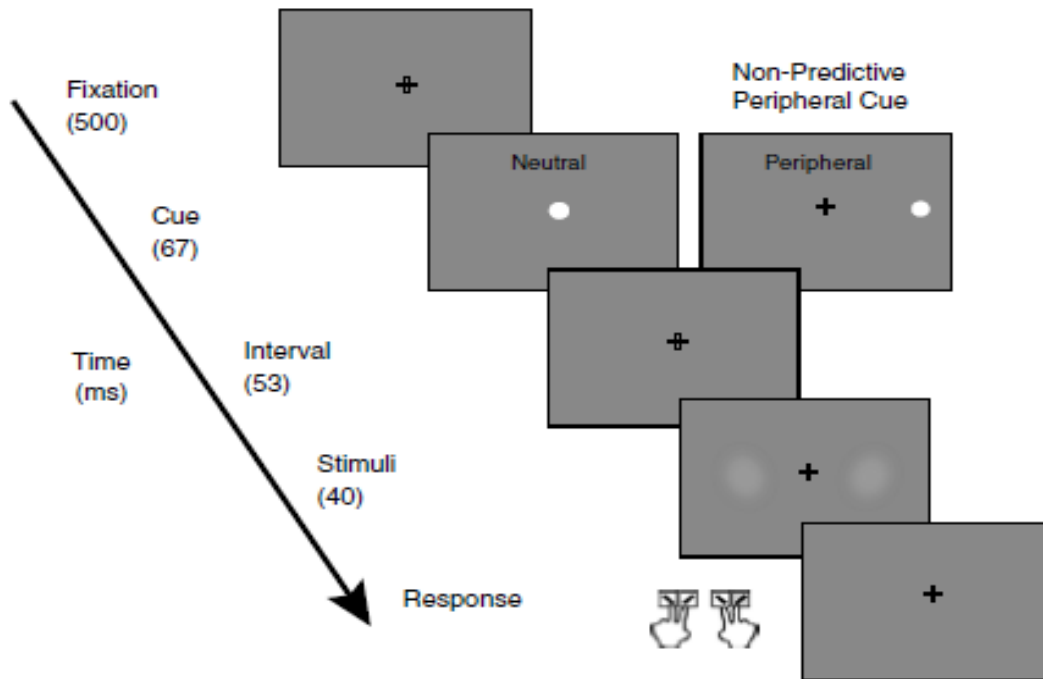 Fixation
(500)
Non-Predictive
Peripheral Cue
Neutral
Peripheral
Cue
(67)
Interval
(53)
Time
(ms)
Stimuli
(40)
Response